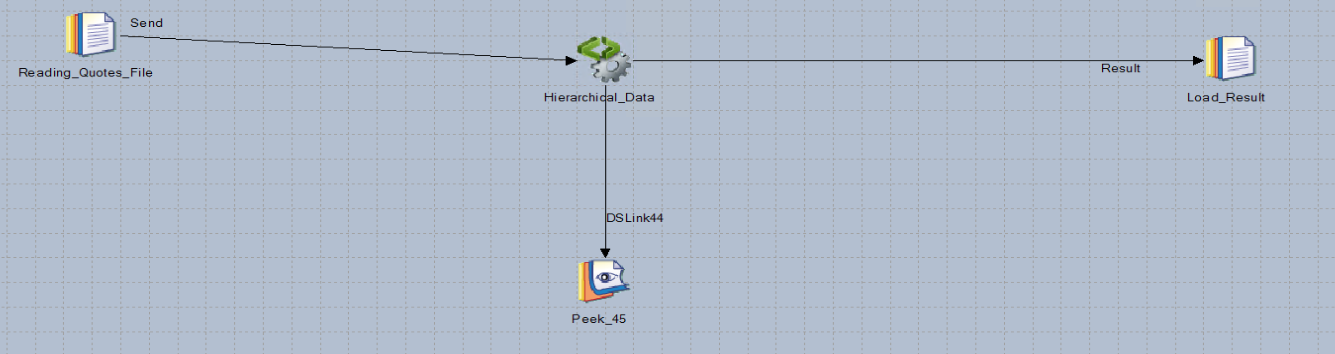 Send
Reading_Quotes_File
Hierarchical_Data
Result
Load_Result
DSLink44
Peek_45